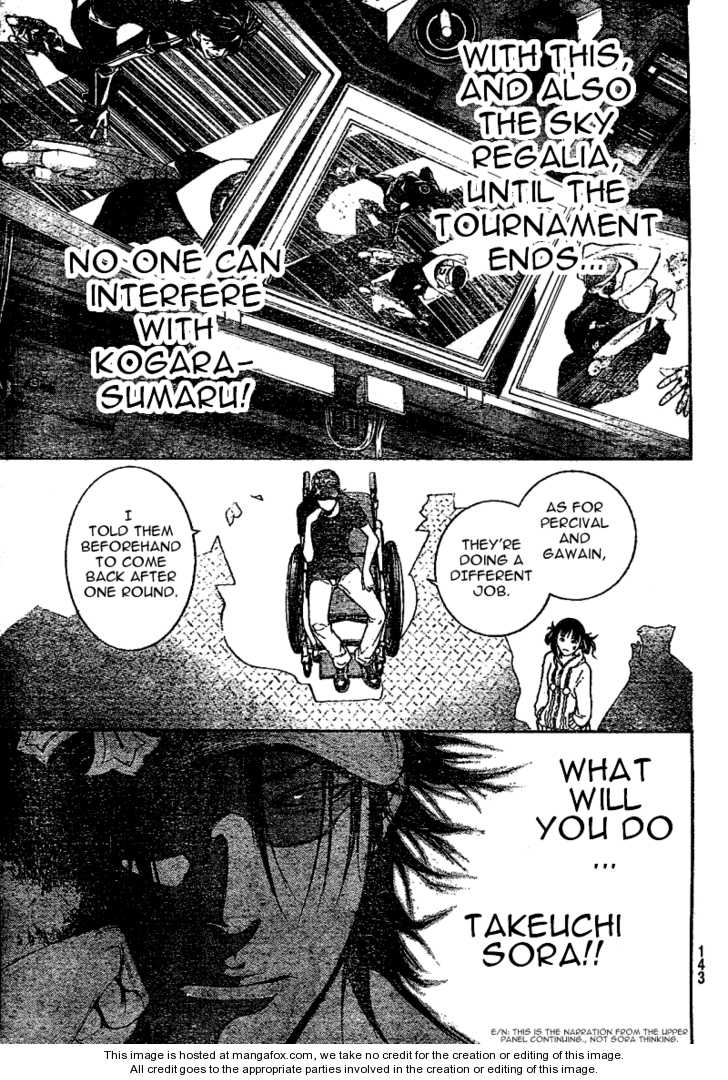 WITH THIS,
AND ALSO
THE SKY
REGALIA,
UNTIL THE
TOURNAMENT
ENDS...
NO ONE CAN
INTERFERE
WITH
KOGARA-
SUMARU!
AS FOR
PERCIVAL
AND
GAWAIN,
THEY'RE
DOING A
DIFFERENT
JOB.
I
TOLD THEM
BEFOREHAND
TO COME
BACK AFTER
ONE ROUND.
WHAT
WILL
YOU DO
...
TAKEUCHI
SORA!!
143
E/N: THIS IS THE NARRATION FROM THE UPPER
PANEL CONTINUING., NOT SORA THINKING.
This image is hosted at mangafox.com, we take no credit for the creation or editing of this image.
All credit goes to the appropriate parties involved in the creation or editing of this image.